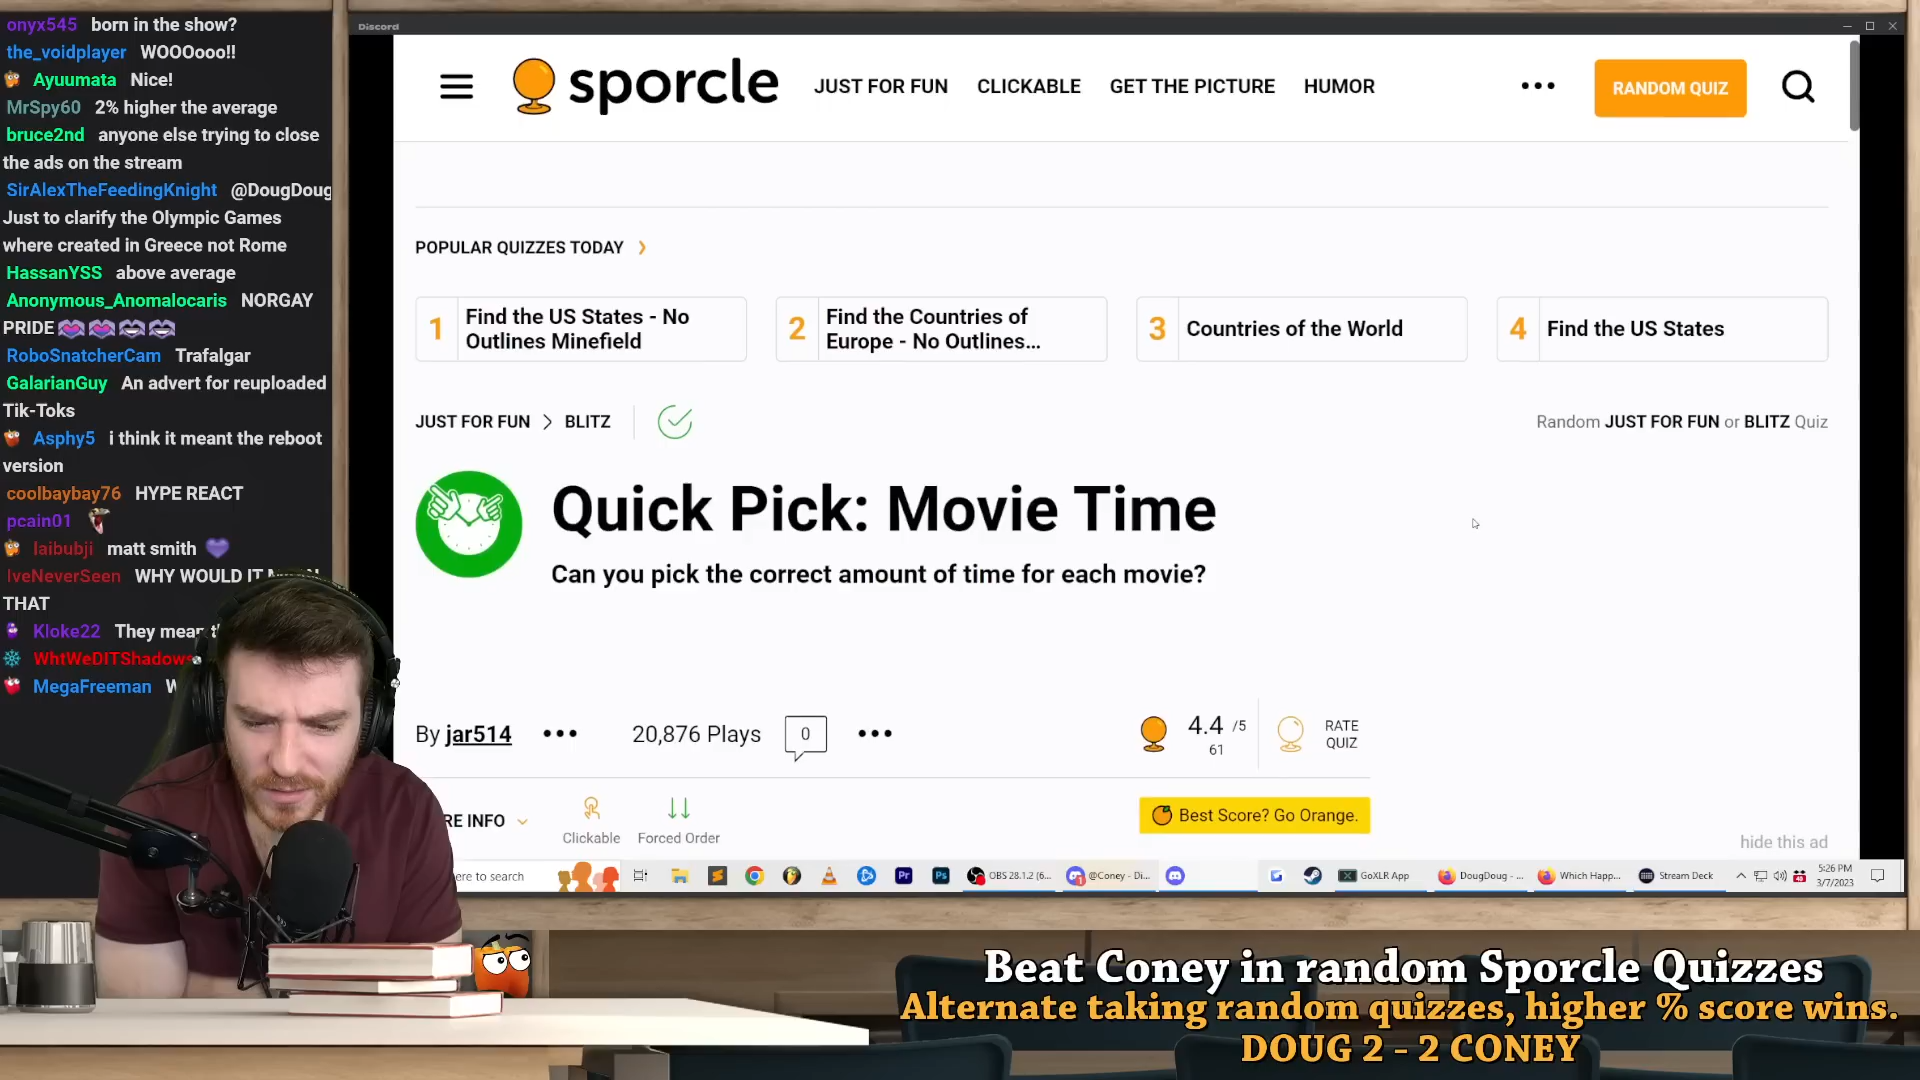 onyx545 born in the show?
the_voidplayer WOOOooo!!
Ayuumata Nice!
MrSpy60 2% higher the average
bruce2nd anyone else trying to close
the ads on the stream
SirAlexTheFeedingKnight @DougDoug
Just to clarify the Olympic Games
where created in Greece not Rome
HassanYSS above average
Anonymous_Anomalocaris NORGAY
PRIDE
RoboSnatcherCam Trafalgar
GalarianGuy An advert for reuploaded
Tik-Toks
Asphy5 i think it meant the reboot
version
coolbaybay76 HYPE REACT
pcain01
laibubji matt smith
IveNeverSeen WHY WOULD IT
THAT
Kloke22 They mean
WhtWeDITShadows
MegaFreeman
Discord
sporcle
JUST FOR FUN CLICKABLE GET THE PICTURE HUMOR
RANDOM QUIZ
POPULAR QUIZZES TODAY
1 Find the US States - No
Outlines Minefield
2 Find the Countries of
Europe - No Outlines...
3 Countries of the World
4 Find the US States
JUST FOR FUN > BLITZ
Random JUST FOR FUN or BLITZ Quiz
Quick Pick: Movie Time
Can you pick the correct amount of time for each movie?
By jar514 ••• 20,876 Plays 0 •••
4.4 /5
61
RATE
QUIZ
RE INFO
Clickable
Forced Order
Best Score? Go Orange.
hide this ad
ere to search
Pr
Ps
OBS 28.1.2 (6...
@Coney - Di...
GoXLR App
DougDoug - ...
Which Happ...
Stream Deck
5:26 PM
3/7/2023
Beat Coney in random Sporcle Quizzes
Alternate taking random quizzes, higher % score wins.
DOUG 2 - 2 CONEY